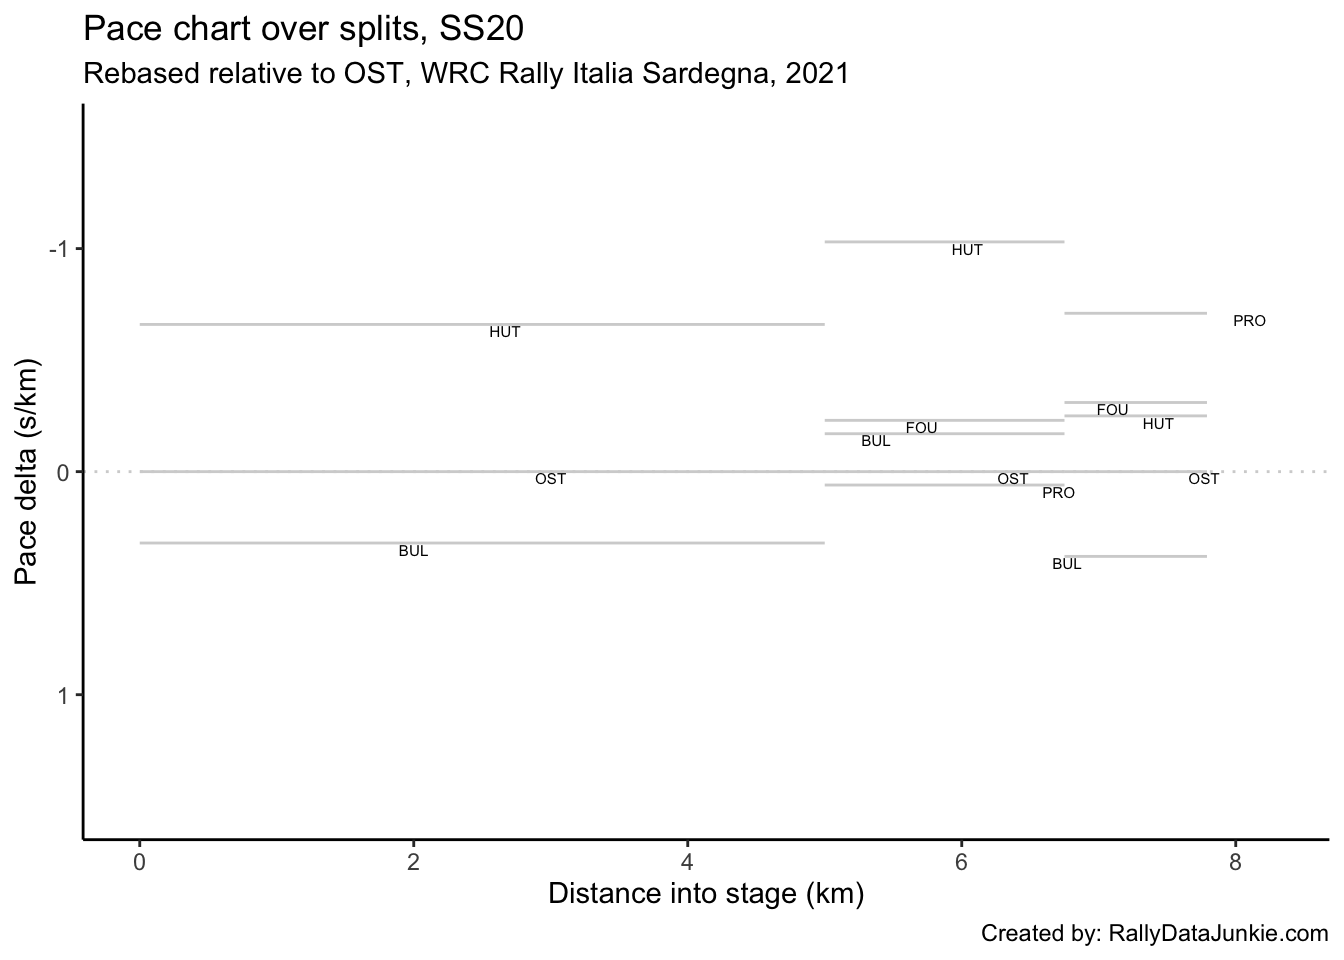 Pace chart over splits, SS20
Rebased relative to OST, WRC Rally Italia Sardegna, 2021
Pace delta (s/km)
-1
0
1
HUT
PRO
HUT
FOU
HUT
FOU
BUL
OST
OST
OST
PRO
BUL
BUL
0
2
4
6
8
Distance into stage (km)
Created by: RallyDataJunkie.com